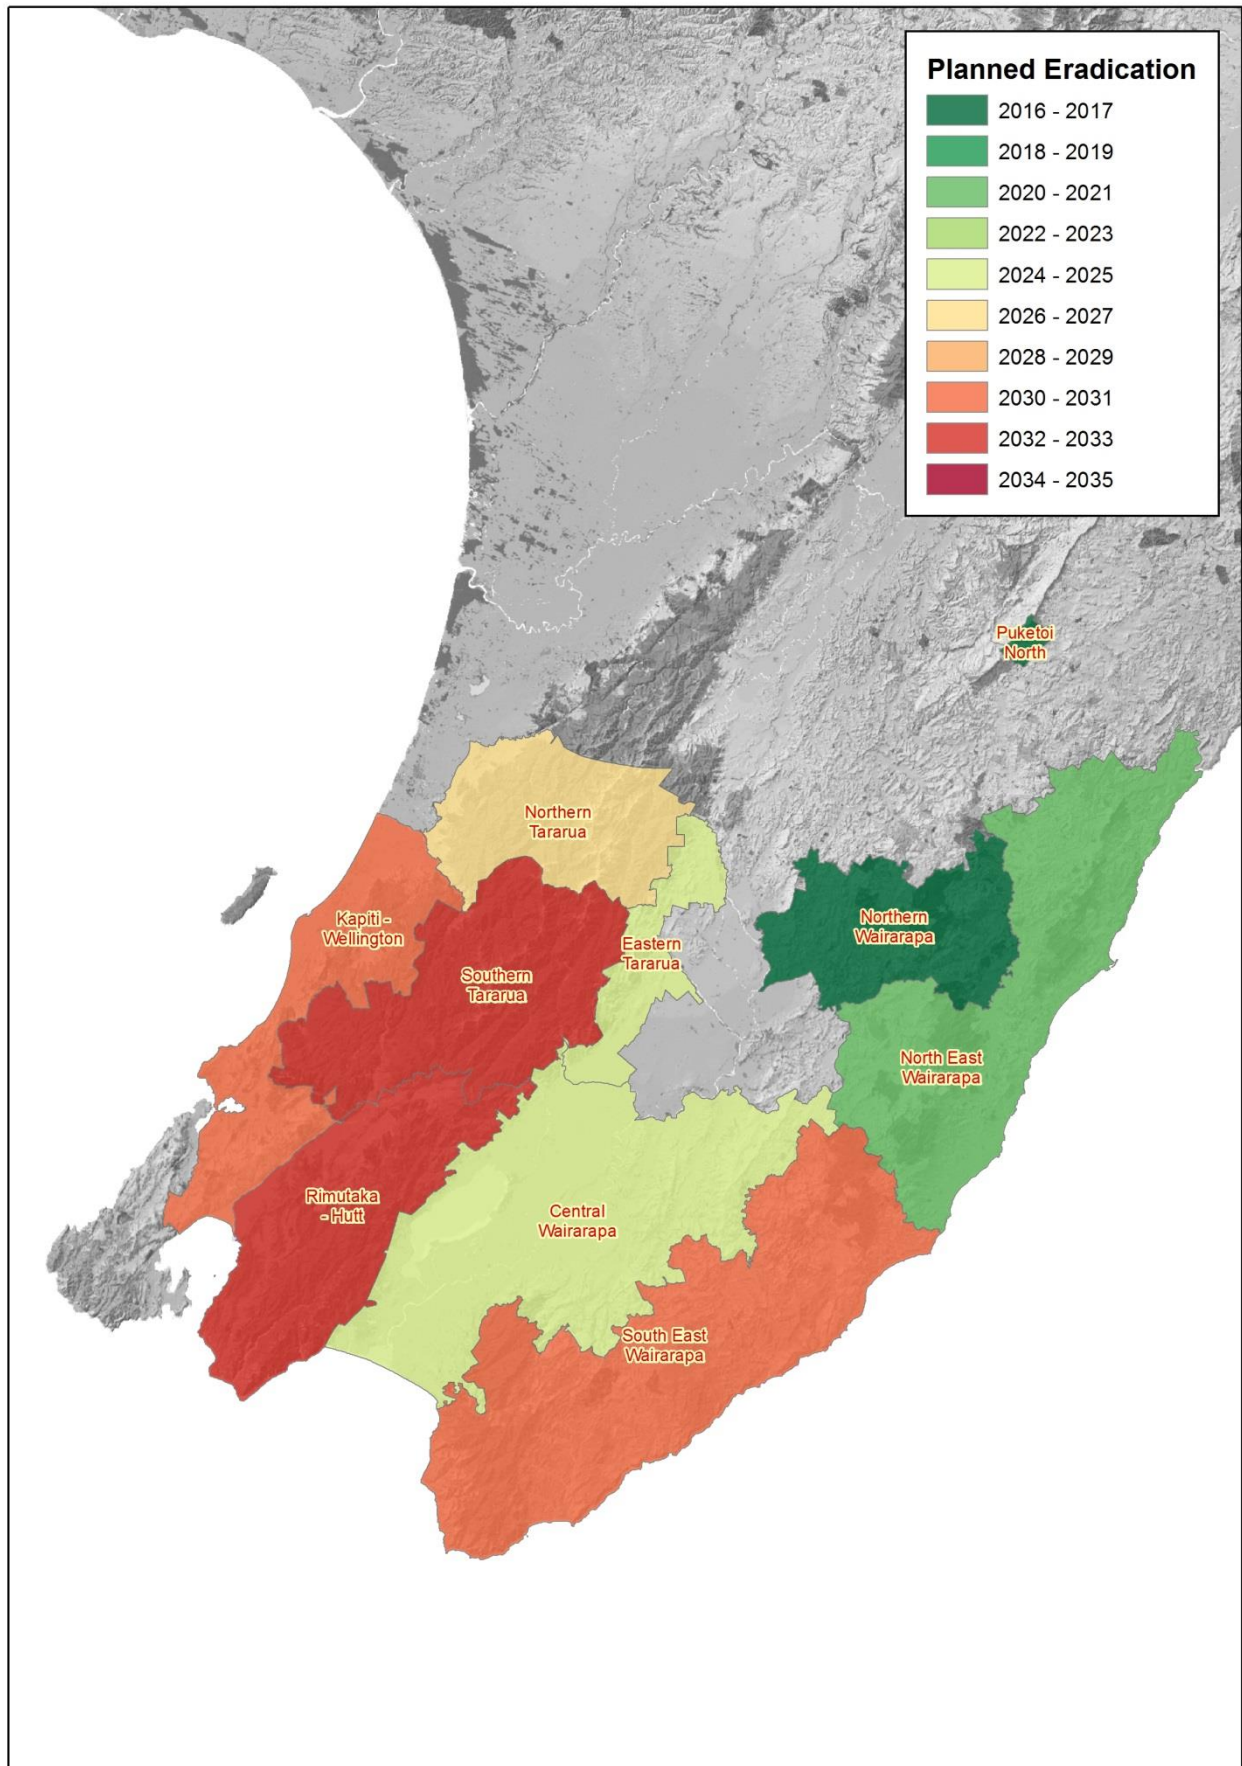 Planned Eradication
2016 - 2017
2018 - 2019
2020 - 2021
2022 - 2023
2024 - 2025
2026 - 2027
2028 - 2029
2030 - 2031
2032 - 2033
2034 - 2035
Puketoi
North
Northern
Tararua
Kapiti -
Wellington
Northern
Wairarapa
Eastern
Tararua
Southern
Tararua
North East
Wairarapa
Rimutaka
- Hutt
Central
Wairarapa
South East
Wairarapa